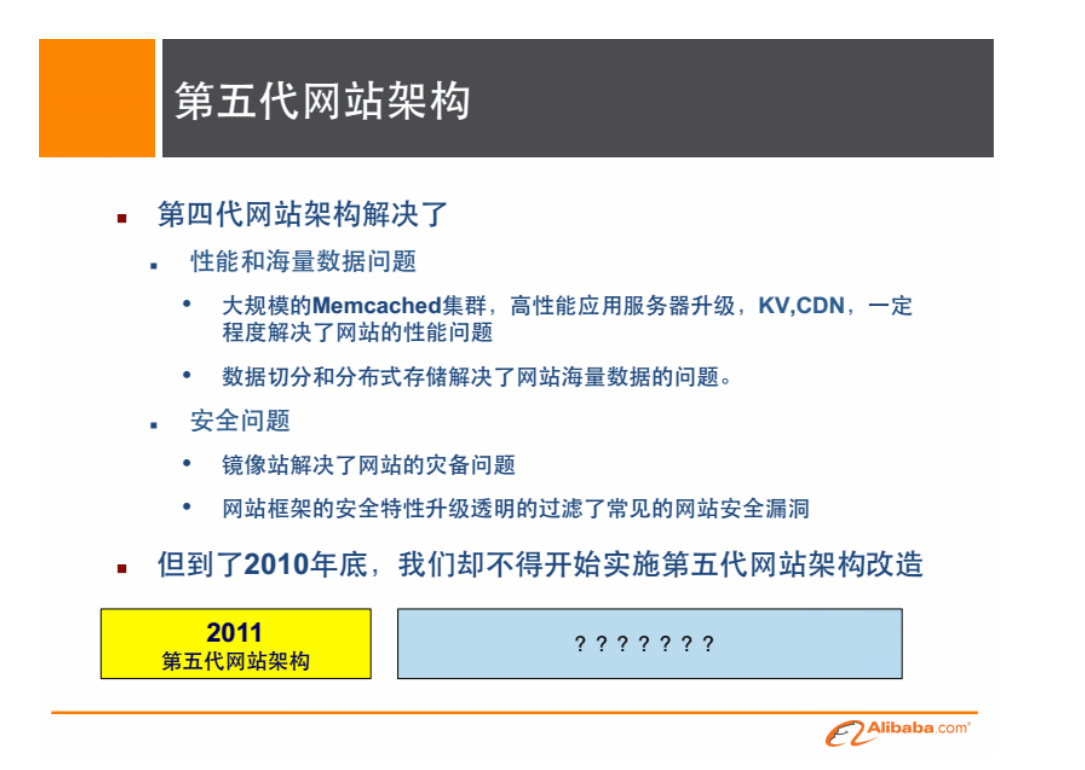 第五代网站架构
第四代网站架构解决了
性能和海量数据问题
大规模的Memcached集群，高性能应用服务器升级，KV,CDN，一定
程度解决了网站的性能问题
数据切分和分布式存储解决了网站海量数据的问题。
安全问题
镜像站解决了网站的灾备问题
网站框架的安全特性升级透明的过滤了常见的网站安全漏洞
但到了2010年底，我们却不得开始实施第五代网站架构改造
2011
第五代网站架构
？？？？？？？
Alibaba.com